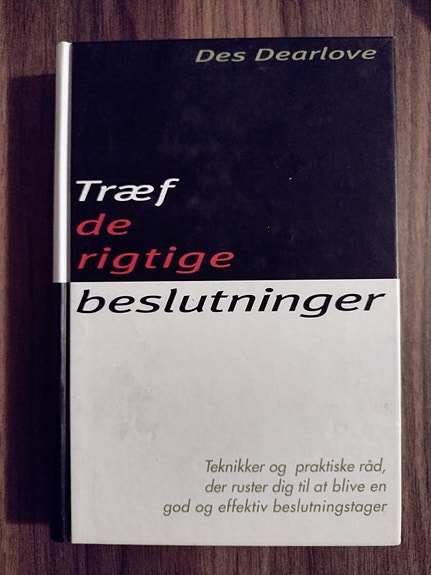 Des Dearlove
Træf
de
rigtige
beslutninger
Teknikker og praktiske råd,
der ruster dig til at blive en
god og effektiv beslutningstager